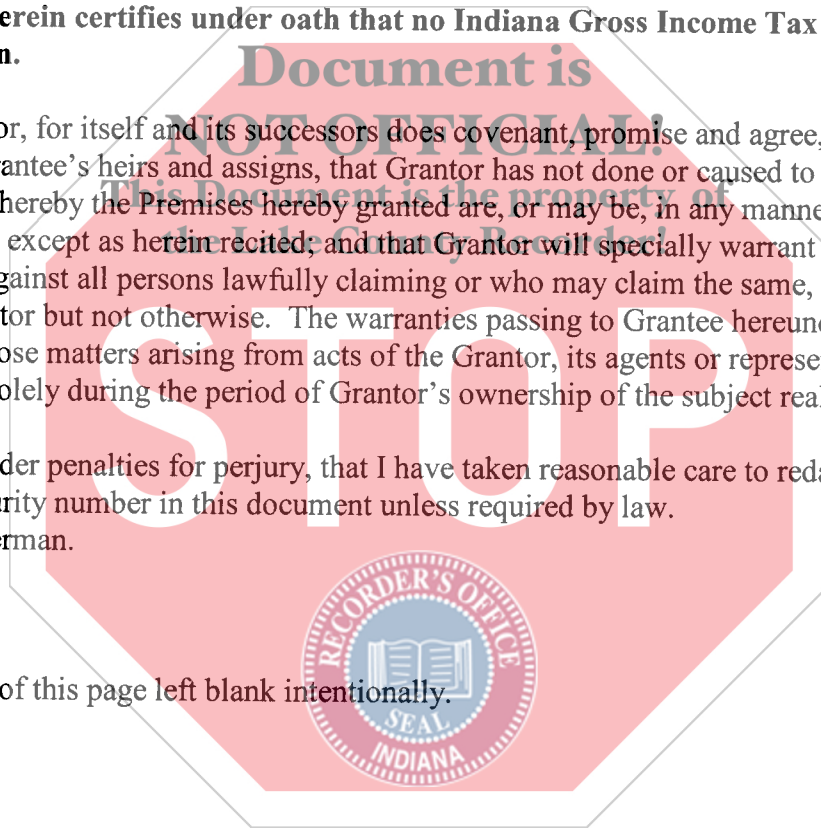 erein certifies under oath that no Indiana Gross Income Tax
n.
Document is
or, for itself and its successors does covenant, promise and agree,
NOT OFFICIAL!
rantee’s heirs and assigns, that Grantor has not done or caused to
This Document is the property of
hereby the Premises hereby granted are, or may be, in any manne
the Lake County Recorder!
except as herein recited; and that Grantor will specially warrant
gainst all persons lawfully claiming or who may claim the same,
tor but not otherwise. The warranties passing to Grantee hereund
ose matters arising from acts of the Grantor, its agents or represe
olely during the period of Grantor’s ownership of the subject real
STOP
der penalties for perjury, that I have taken reasonable care to reda
urity number in this document unless required by law.
erman.
RECORDER'S OFFICE
of this page left blank intentionally.
SEAL
INDIANA